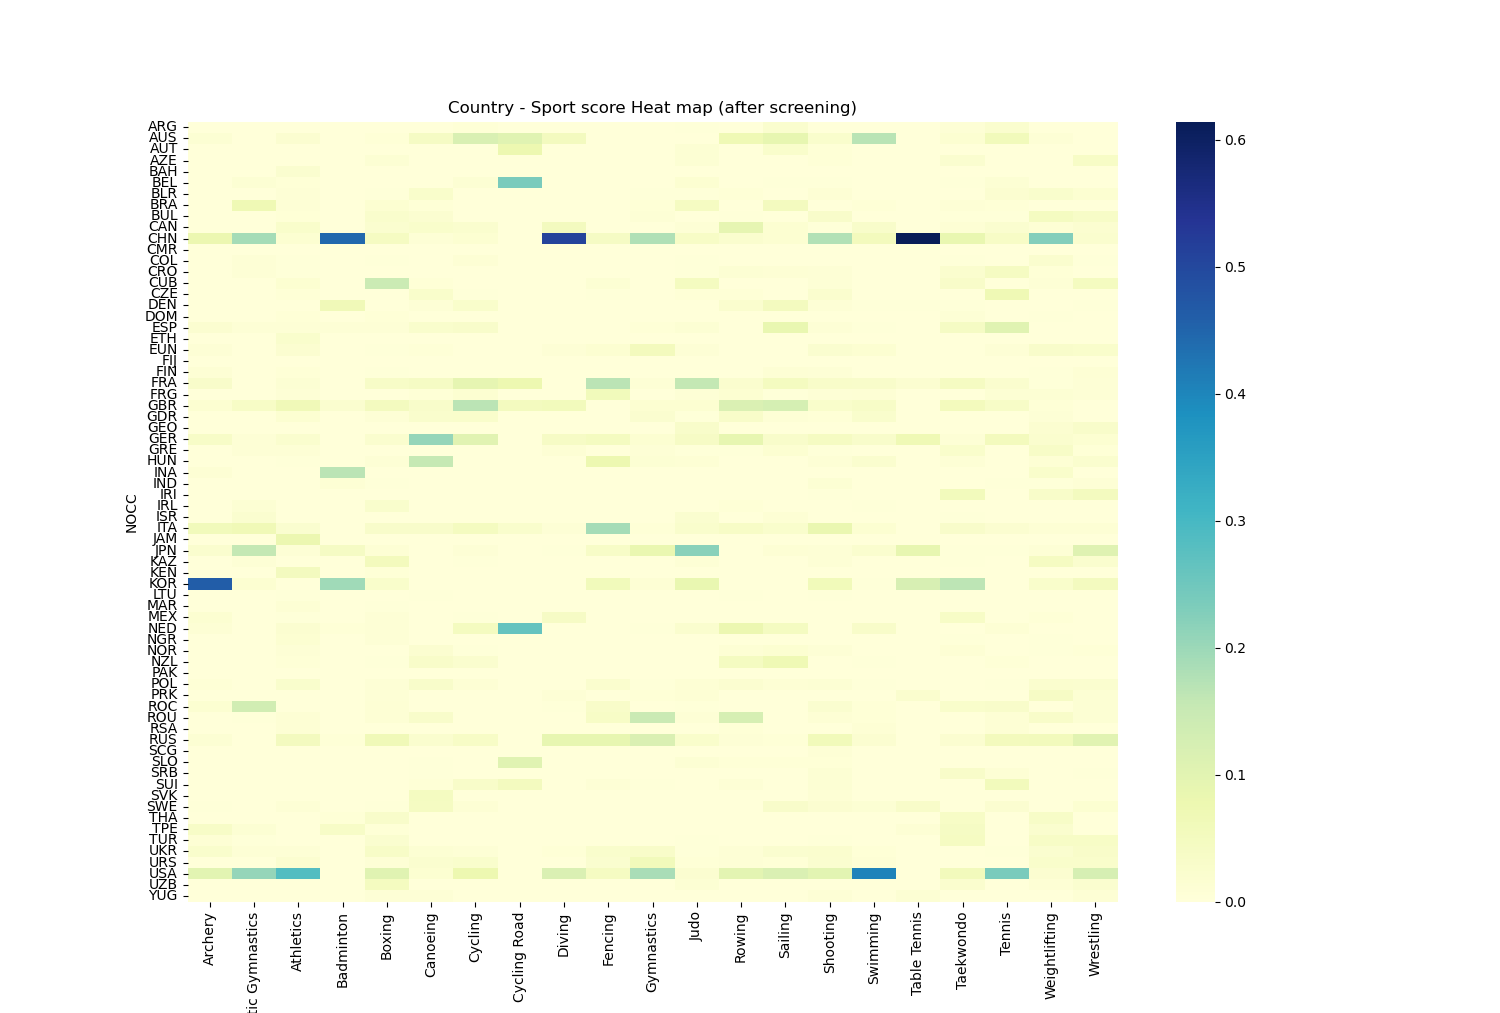 Country - Sport score Heat map (after screening)
NOCC
ARG
AUS
AUT
AZE
BAH
BEL
BLR
BRA
BUL
CAN
CHN
CMR
COL
CRO
CUB
CZE
DEN
DOM
ESP
ETH
EUN
FIJ
FIN
FRA
FRG
GBR
GDR
GEO
GER
GRE
HUN
INA
IND
IRI
IRL
ISR
ITA
JAM
JPN
KAZ
KEN
KOR
LTU
MAR
MEX
NED
NGR
NOR
NZL
PAK
POL
PRK
ROC
ROU
RSA
RUS
SCG
SLO
SRB
SUI
SVK
SWE
THA
TPE
TUR
UKR
URS
USA
UZB
YUG
Archery
tic Gymnastics
Athletics
Badminton
Boxing
Canoeing
Cycling
Cycling Road
Diving
Fencing
Gymnastics
Judo
Rowing
Sailing
Shooting
Swimming
Table Tennis
Taekwondo
Tennis
Weightlifting
Wrestling
0.6
0.5
0.4
0.3
0.2
0.1
0.0